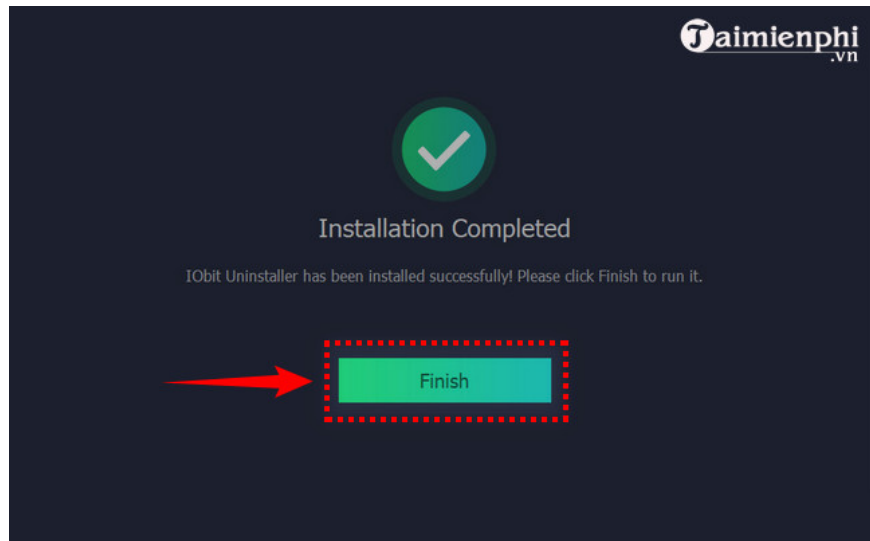 Taimienphi
.vn
Installation Completed
IObit Uninstaller has been installed successfully! Please click Finish to run it.
Finish